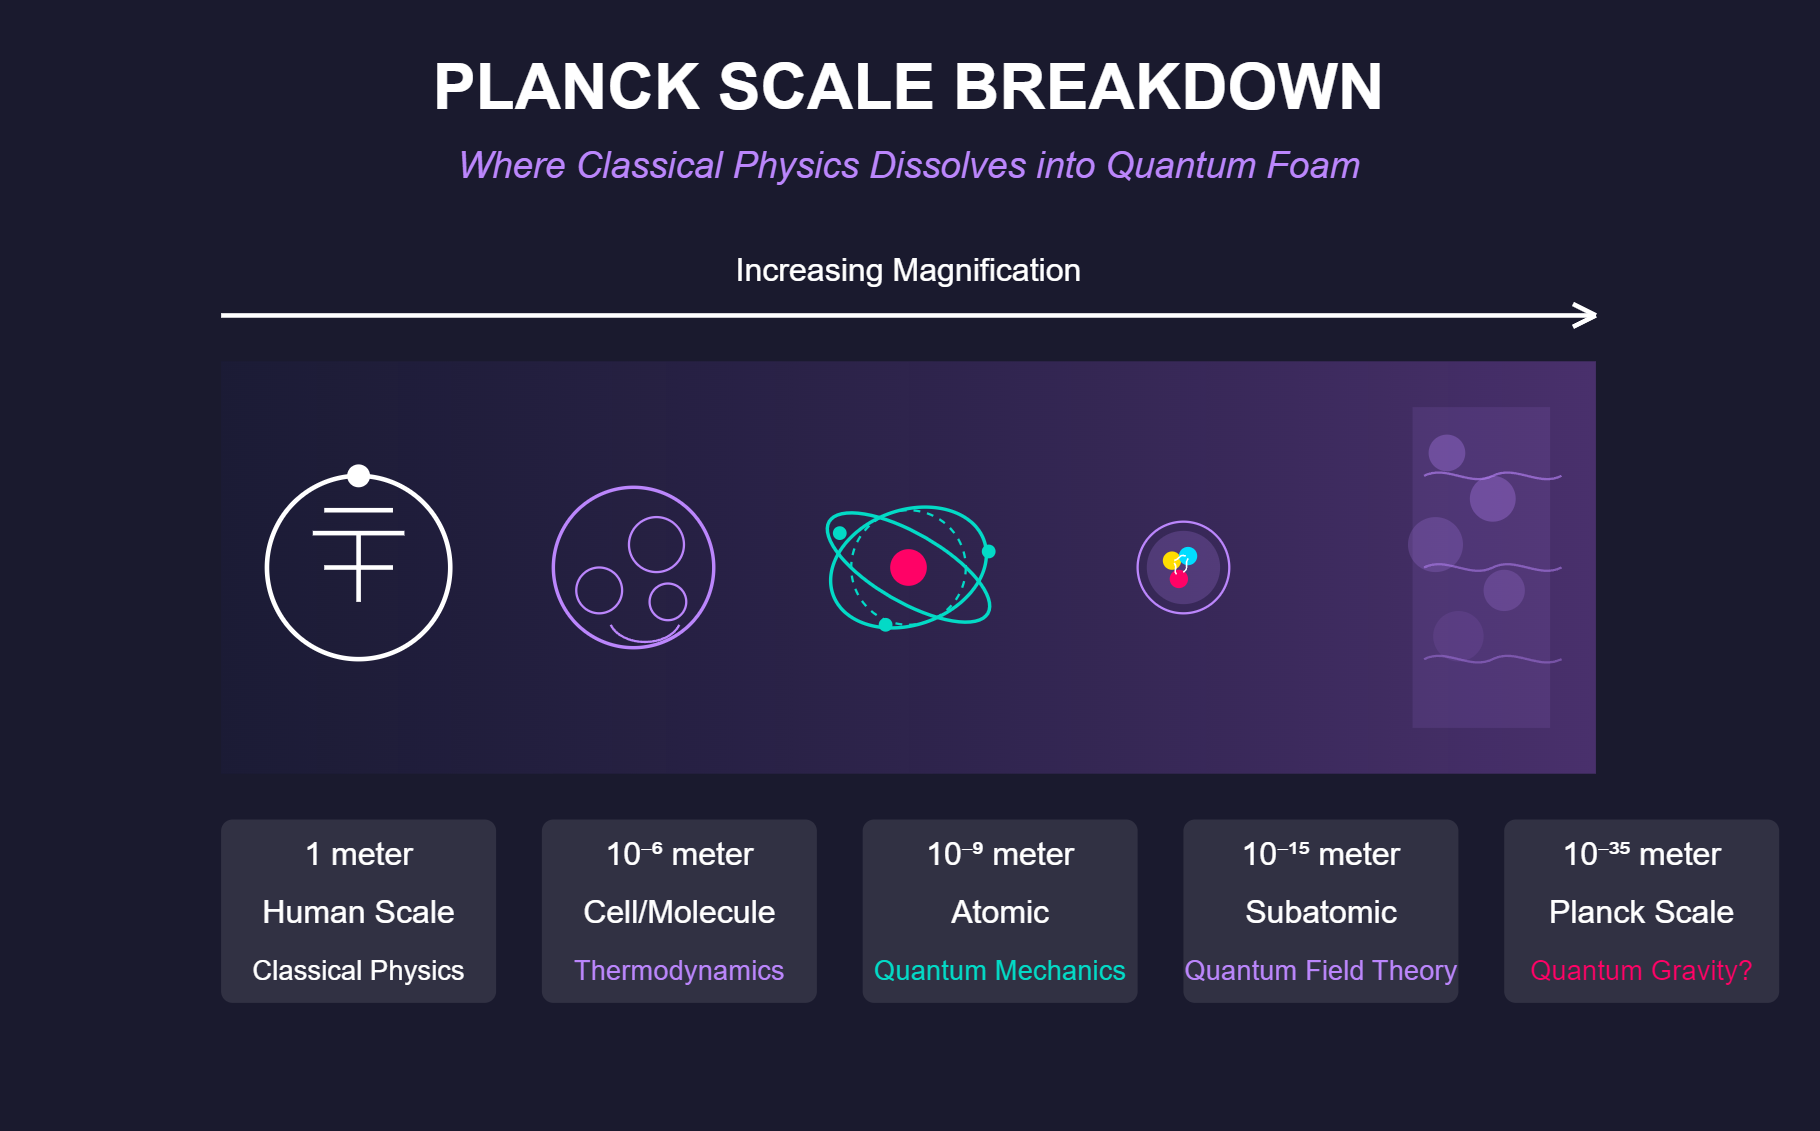 PLANCK SCALE BREAKDOWN
Where Classical Physics Dissolves into Quantum Foam
Increasing Magnification
1 meter
Human Scale
Classical Physics
10⁻⁶ meter
Cell/Molecule
Thermodynamics
10⁻⁹ meter
Atomic
Quantum Mechanics
10⁻¹⁵ meter
Subatomic
Quantum Field Theory
10⁻³⁵ meter
Planck Scale
Quantum Gravity?